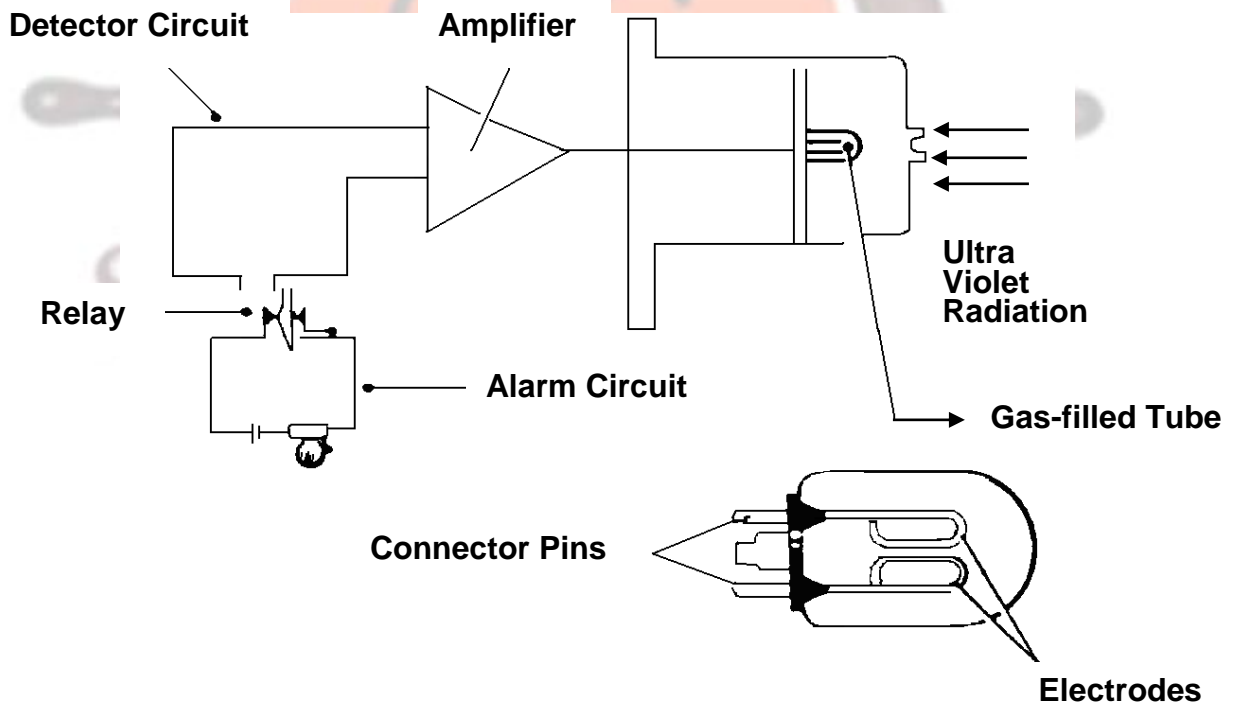 Detector Circuit
Amplifier
Ultra
Violet
Radiation
Relay
Alarm Circuit
Gas-filled Tube
Connector Pins
Electrodes